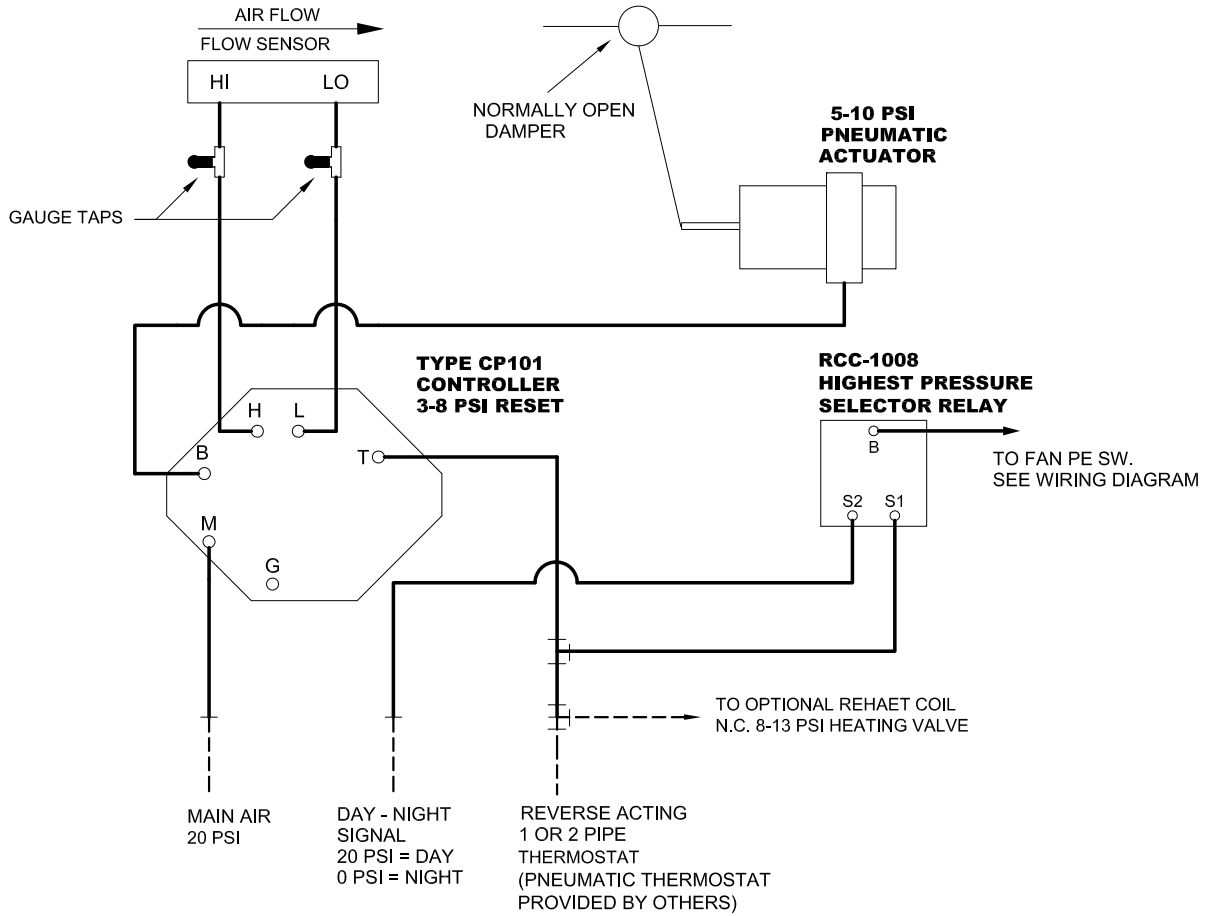 AIR FLOW
FLOW SENSOR
HI
LO
NORMALLY OPEN
DAMPER
5-10 PSI
PNEUMATIC
ACTUATOR
GAUGE TAPS
TYPE CP101
CONTROLLER
3-8 PSI RESET
RCC-1008
HIGHEST PRESSURE
SELECTOR RELAY
H
L
B
T
M
G
B
S2
S1
TO FAN PE SW.
SEE WIRING DIAGRAM
TO OPTIONAL REHAET COIL
N.C. 8-13 PSI HEATING VALVE
MAIN AIR
20 PSI
DAY - NIGHT
SIGNAL
20 PSI = DAY
0 PSI = NIGHT
REVERSE ACTING
1 OR 2 PIPE
THERMOSTAT
(PNEUMATIC THERMOSTAT
PROVIDED BY OTHERS)